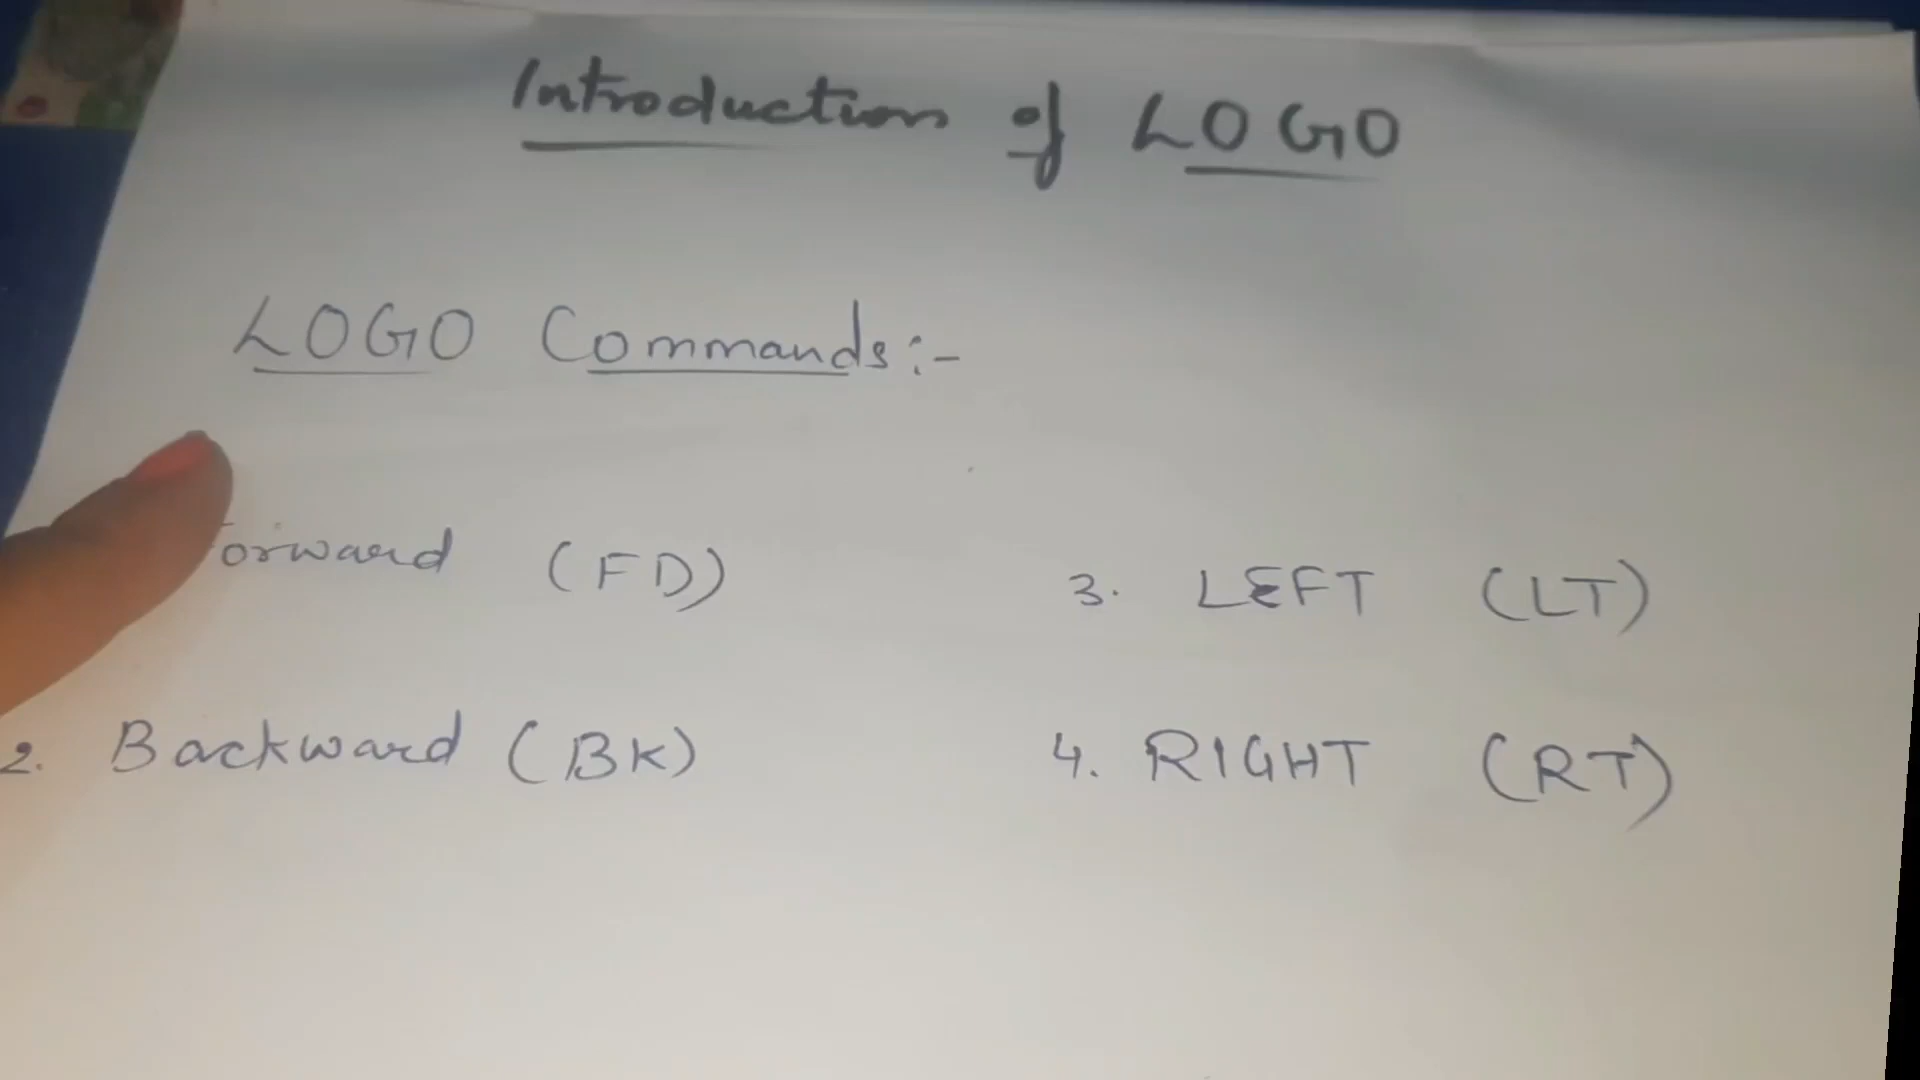 Introduction of LOGO
LOGO Commands:-
orward (FD)
2. Backward (BK)
3. LEFT (LT)
4. RIGHT (RT)